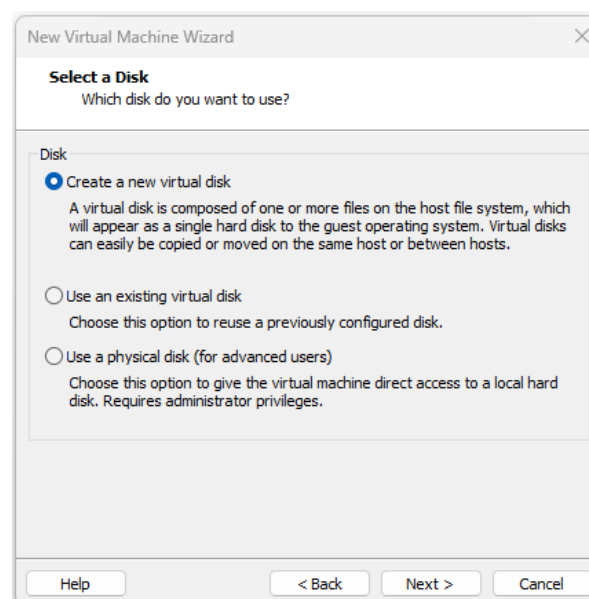 New Virtual Machine Wizard
Select a Disk
Which disk do you want to use?
Disk
Create a new virtual disk
A virtual disk is composed of one or more files on the host file system, which
will appear as a single hard disk to the guest operating system. Virtual disks
can easily be copied or moved on the same host or between hosts.
Use an existing virtual disk
Choose this option to reuse a previously configured disk.
Use a physical disk (for advanced users)
Choose this option to give the virtual machine direct access to a local hard
disk. Requires administrator privileges.
Help < Back Next > Cancel